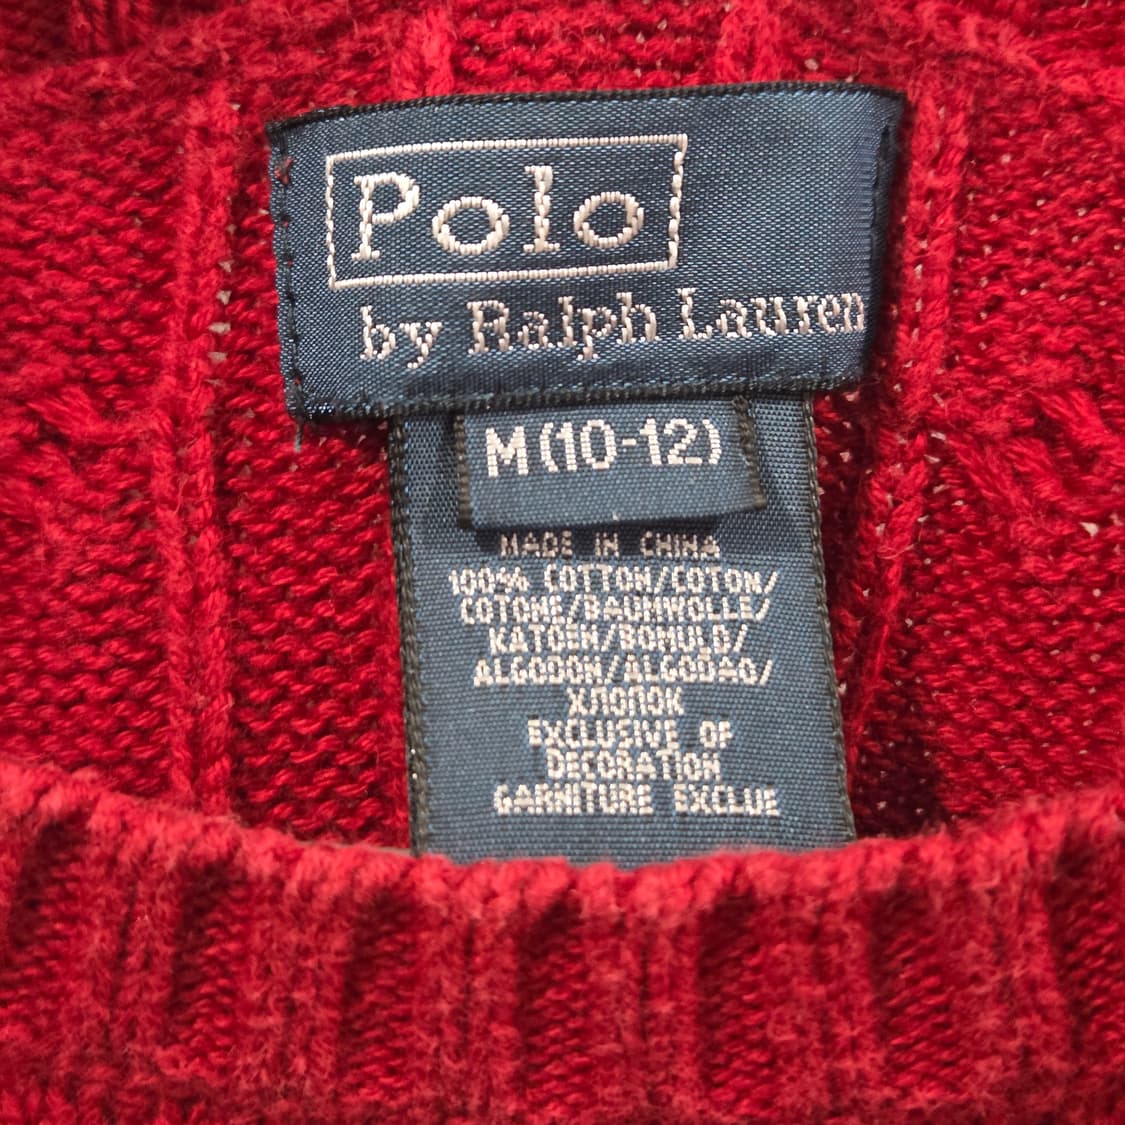 Polo
by Ralph Lauren
M(10-12)
MADE IN CHINA
100% COTTON/COTON/
COTONE/BAUMWOLLE/
KATOEN/BOMULD/
ALGODON/ALGODAO/
ХЛОПОК
EXCLUSIVE OF
DECORATION
GARNITURE EXCLUE